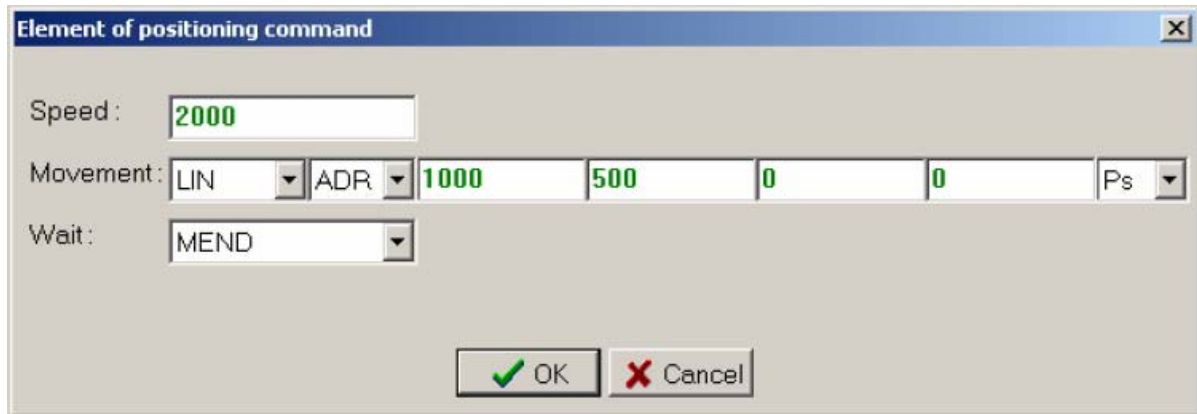 Element of positioning command
Speed : 2000
Movement : LIN ADR 1000 500 0 0 Ps
Wait : MEND
OK Cancel